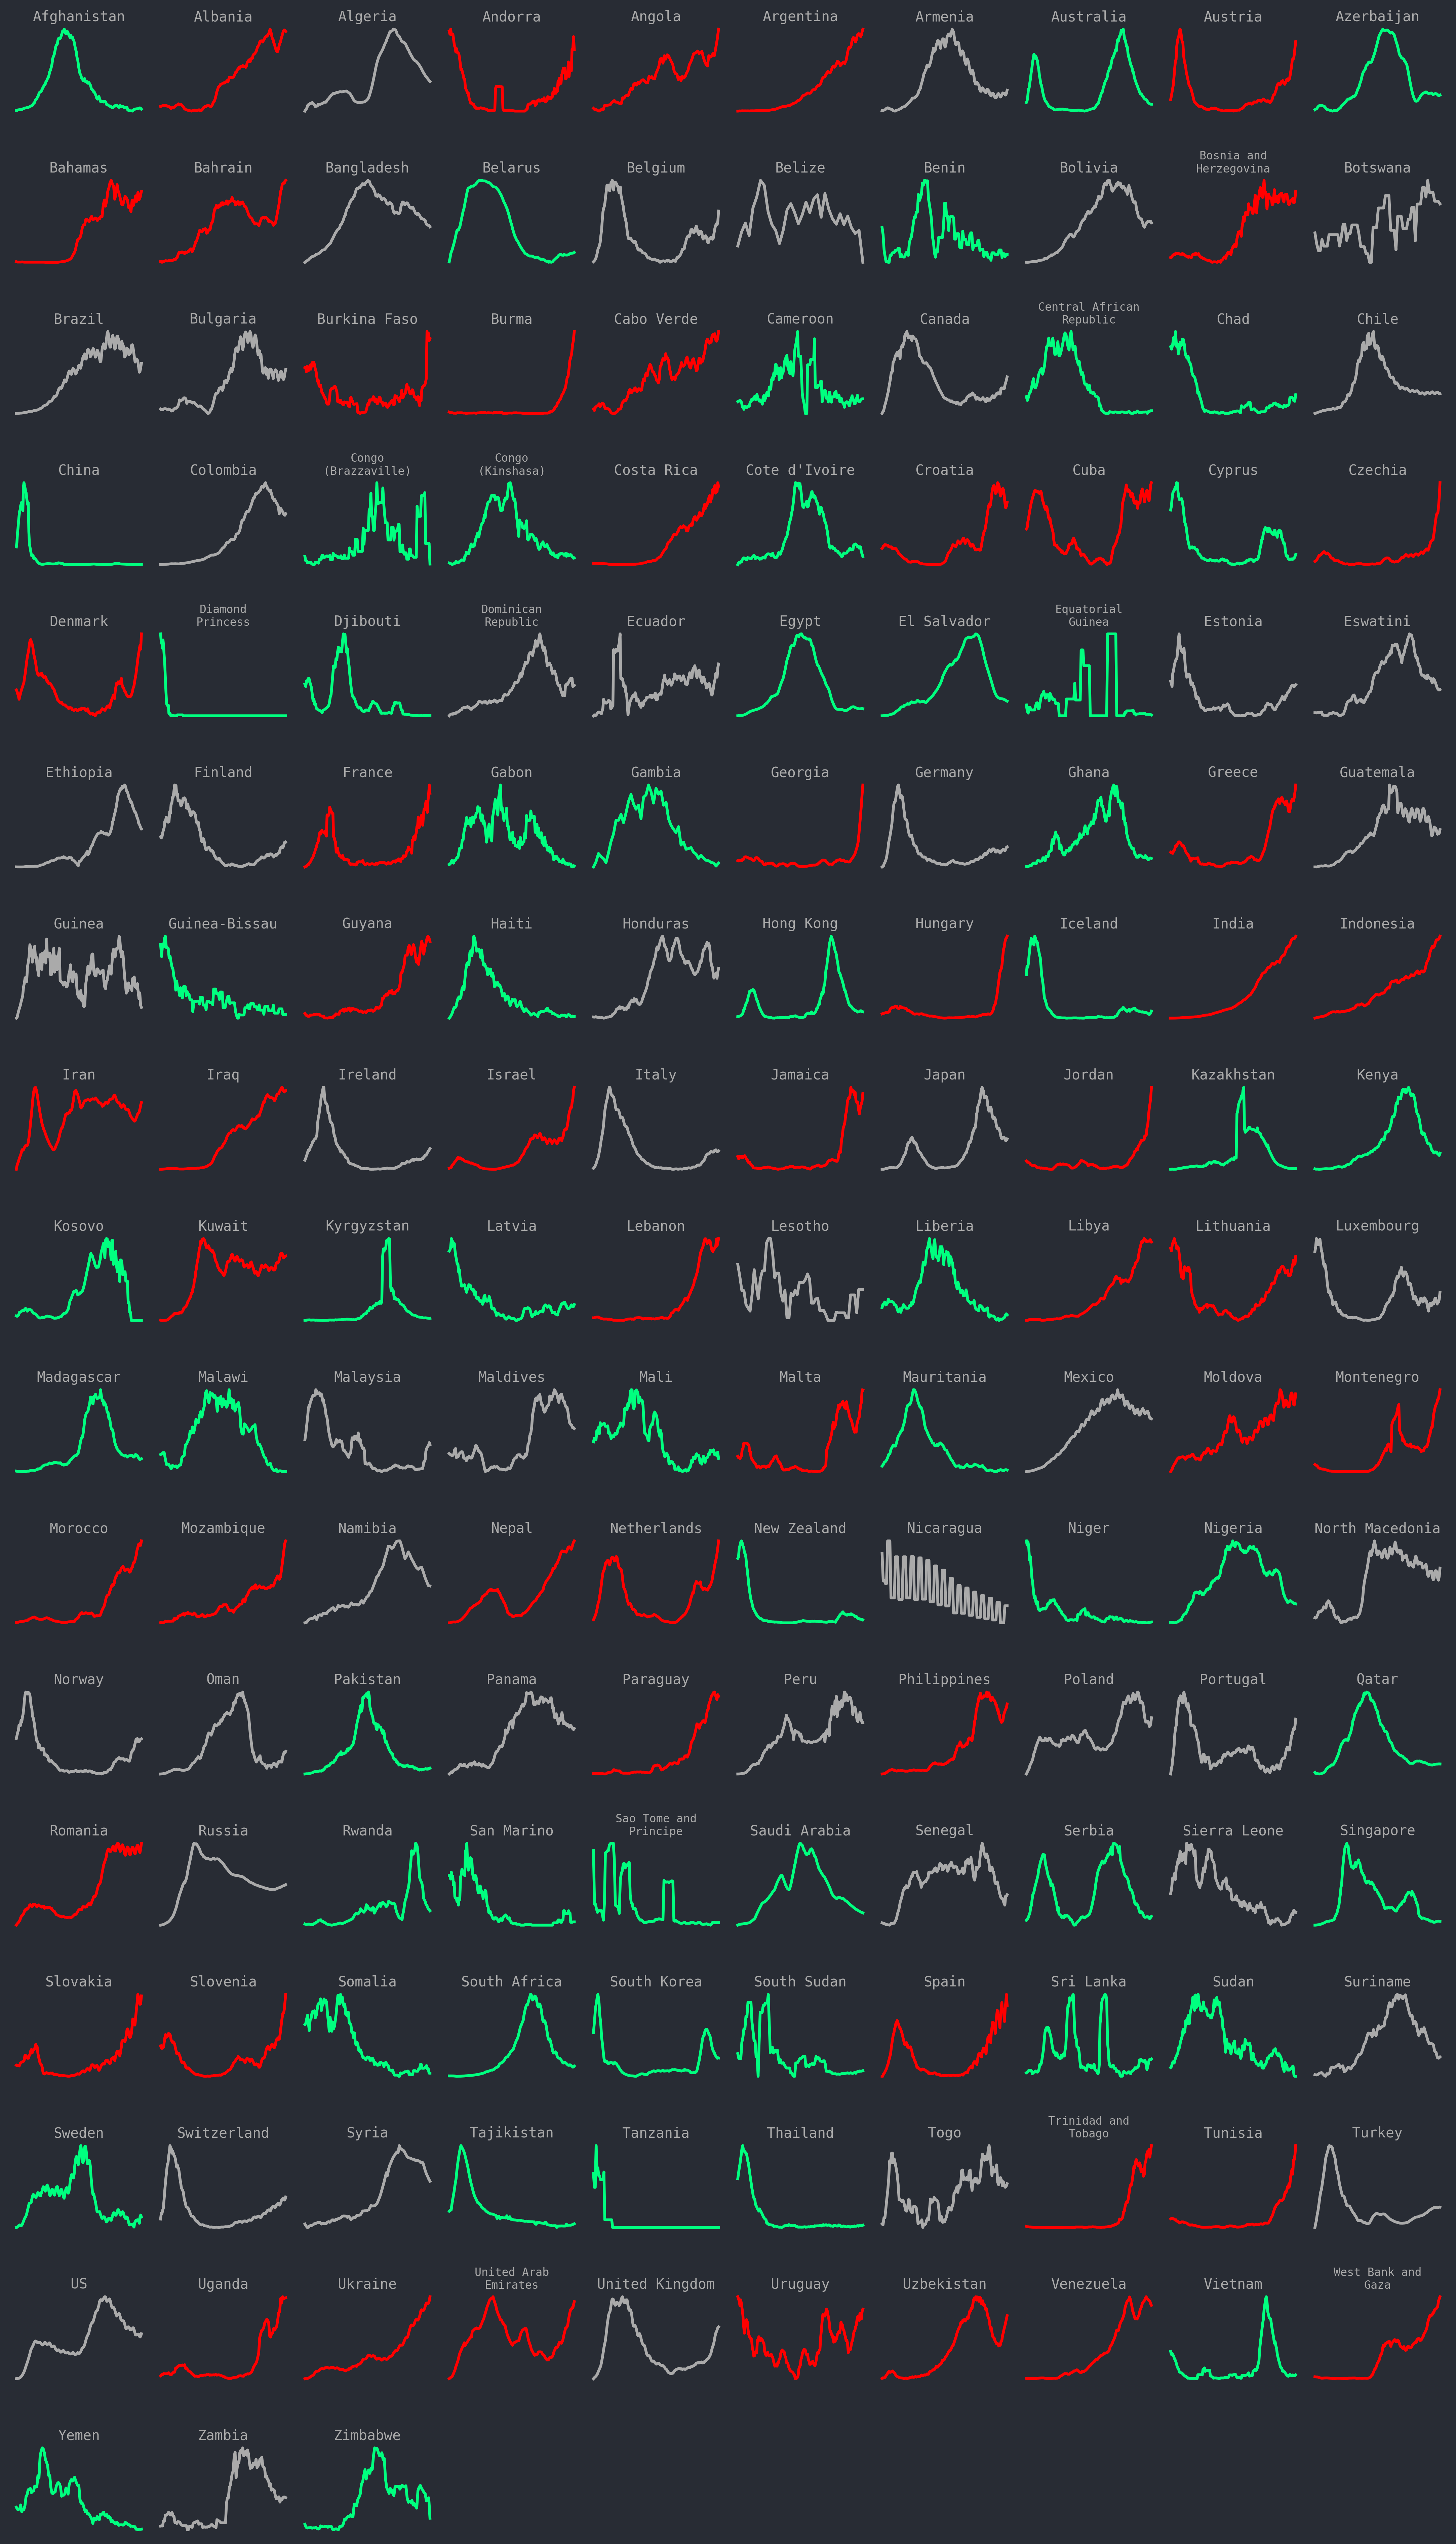 Afghanistan
Albania
Algeria
Andorra
Angola
Argentina
Armenia
Australia
Austria
Azerbaijan
Bahamas
Bahrain
Bangladesh
Belarus
Belgium
Belize
Benin
Bolivia
Bosnia and
Herzegovina
Botswana
Brazil
Bulgaria
Burkina Faso
Burma
Cabo Verde
Cameroon
Canada
Central African
Republic
Chad
Chile
China
Colombia
Congo
(Brazzaville)
Congo
(Kinshasa)
Costa Rica
Cote d'Ivoire
Croatia
Cuba
Cyprus
Czechia
Denmark
Diamond
Princess
Djibouti
Dominican
Republic
Ecuador
Egypt
El Salvador
Equatorial
Guinea
Estonia
Eswatini
Ethiopia
Finland
France
Gabon
Gambia
Georgia
Germany
Ghana
Greece
Guatemala
Guinea
Guinea-Bissau
Guyana
Haiti
Honduras
Hong Kong
Hungary
Iceland
India
Indonesia
Iran
Iraq
Ireland
Israel
Italy
Jamaica
Japan
Jordan
Kazakhstan
Kenya
Kosovo
Kuwait
Kyrgyzstan
Latvia
Lebanon
Lesotho
Liberia
Libya
Lithuania
Luxembourg
Madagascar
Malawi
Malaysia
Maldives
Mali
Malta
Mauritania
Mexico
Moldova
Montenegro
Morocco
Mozambique
Namibia
Nepal
Netherlands
New Zealand
Nicaragua
Niger
Nigeria
North Macedonia
Norway
Oman
Pakistan
Panama
Paraguay
Peru
Philippines
Poland
Portugal
Qatar
Romania
Russia
Rwanda
San Marino
Sao Tome and
Principe
Saudi Arabia
Senegal
Serbia
Sierra Leone
Singapore
Slovakia
Slovenia
Somalia
South Africa
South Korea
South Sudan
Spain
Sri Lanka
Sudan
Suriname
Sweden
Switzerland
Syria
Tajikistan
Tanzania
Thailand
Togo
Trinidad and
Tobago
Tunisia
Turkey
US
Uganda
Ukraine
United Arab
Emirates
United Kingdom
Uruguay
Uzbekistan
Venezuela
Vietnam
West Bank and
Gaza
Yemen
Zambia
Zimbabwe